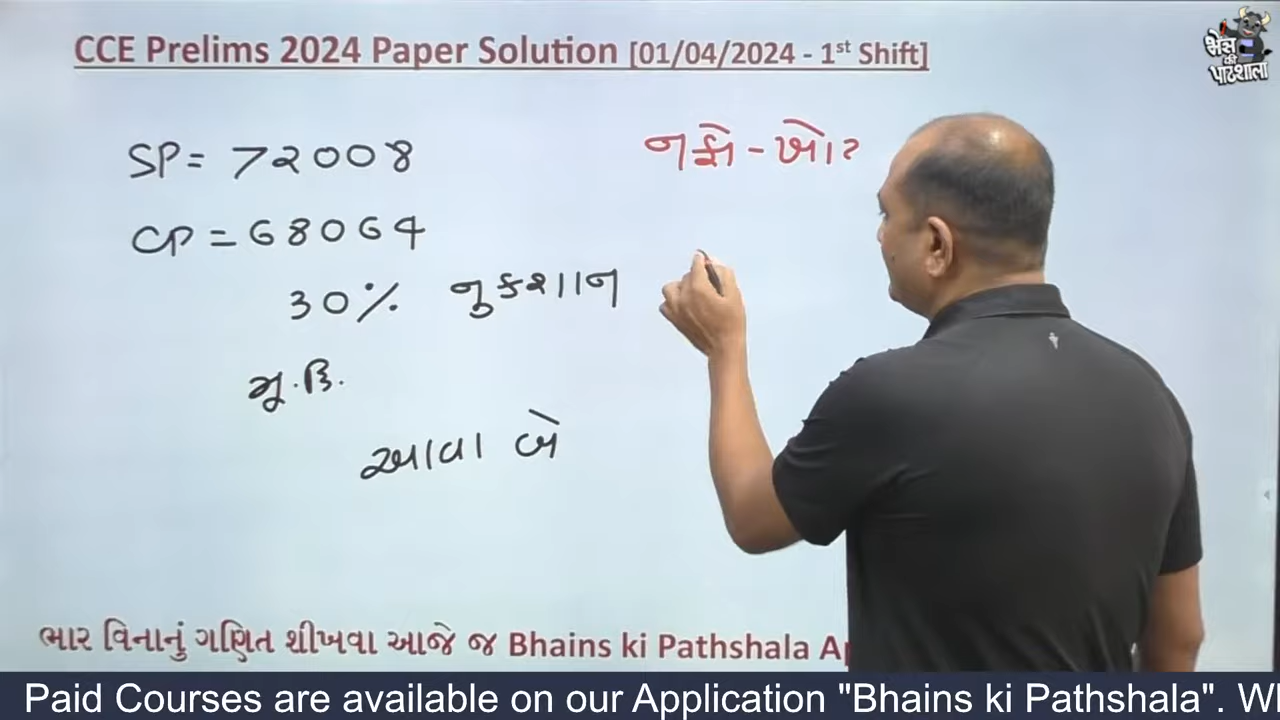 CCE Prelims 2024 Paper Solution [01/04/2024 - 1st Shift]
भैंस
की
पाठशाला
SP = 72008
નફો - ખોટ
CP = 68064
30% નુકશાન
મૂ.કિં.
આવા બે
ભાર વિનાનું ગણિત શીખવા આજે જ Bhains ki Pathshala
Paid Courses are available on our Application "Bhains ki Pathshala".